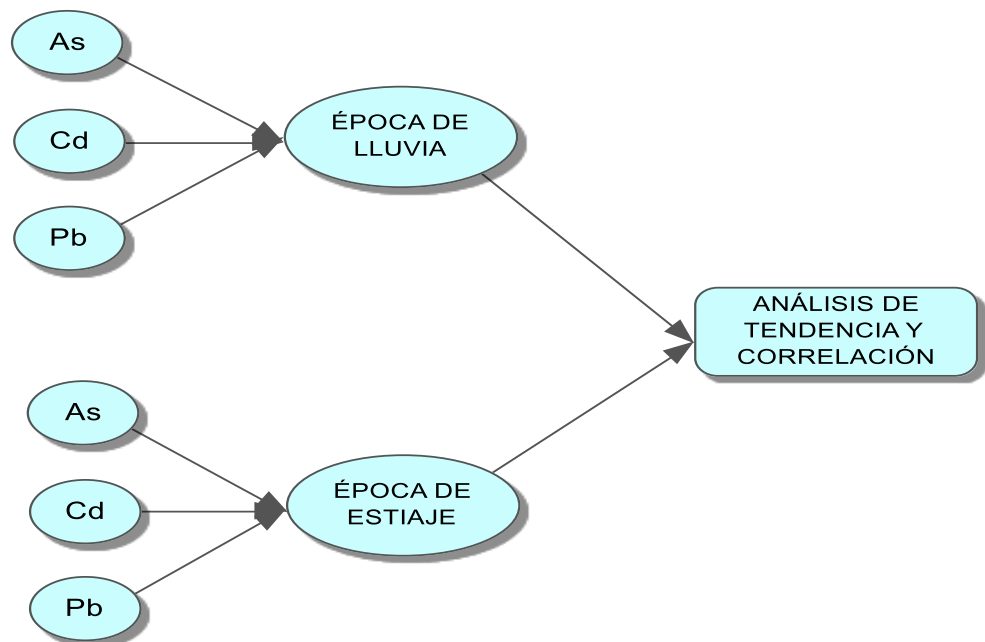 As
Cd
Pb
ÉPOCA DE
LLUVIA
ANÁLISIS DE
TENDENCIA Y
CORRELACIÓN
As
Cd
Pb
ÉPOCA DE
ESTIAJE